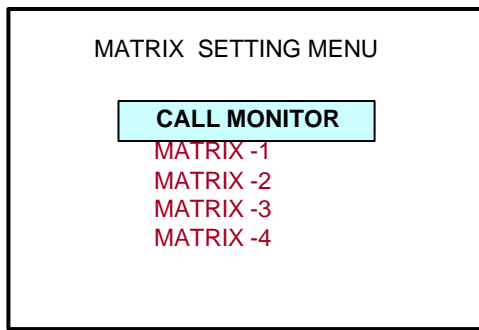 MATRIX SETTING MENU
CALL MONITOR
MATRIX -1
MATRIX -2
MATRIX -3
MATRIX -4